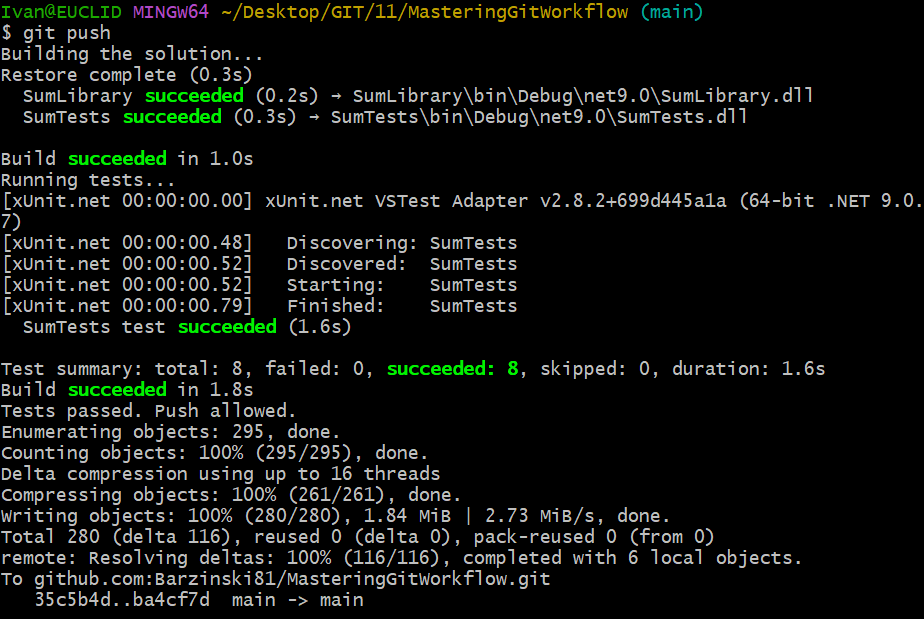 Ivan@EUCLID MINGW64 ~/Desktop/GIT/11/MasteringGitWorkflow (main)
$ git push
Building the solution...
Restore complete (0.3s)
  SumLibrary succeeded (0.2s) → SumLibrary\bin\Debug\net9.0\SumLibrary.dll
  SumTests succeeded (0.3s) → SumTests\bin\Debug\net9.0\SumTests.dll

Build succeeded in 1.0s
Running tests...
[xUnit.net 00:00:00.00] xUnit.net VSTest Adapter v2.8.2+699d445a1a (64-bit .NET 9.0.
7)
[xUnit.net 00:00:00.48]   Discovering: SumTests
[xUnit.net 00:00:00.52]   Discovered:  SumTests
[xUnit.net 00:00:00.52]   Starting:    SumTests
[xUnit.net 00:00:00.79]   Finished:    SumTests
  SumTests test succeeded (1.6s)

Test summary: total: 8, failed: 0, succeeded: 8, skipped: 0, duration: 1.6s
Build succeeded in 1.8s
Tests passed. Push allowed.
Enumerating objects: 295, done.
Counting objects: 100% (295/295), done.
Delta compression using up to 16 threads
Compressing objects: 100% (261/261), done.
Writing objects: 100% (280/280), 1.84 MiB | 2.73 MiB/s, done.
Total 280 (delta 116), reused 0 (delta 0), pack-reused 0 (from 0)
remote: Resolving deltas: 100% (116/116), completed with 6 local objects.
To github.com:Barzinski81/MasteringGitWorkflow.git
   35c5b4d..ba4cf7d  main -> main